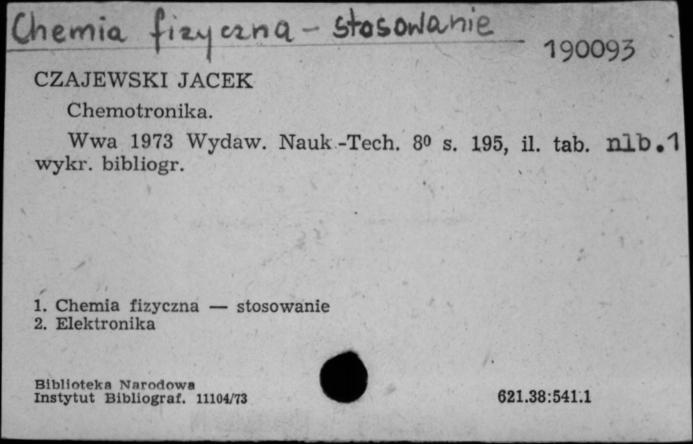 Chemia fizyczna - stosowanie
190093
CZAJEWSKI JACEK
Chemotronika.
Wwa 1973 Wydaw. Nauk.-Tech. 8º s. 195, il. tab. nlb.1
wykr. bibliogr.
1. Chemia fizyczna — stosowanie
2. Elektronika
Biblioteka Narodowa
Instytut Bibliograf. 11104/73
621.38:541.1